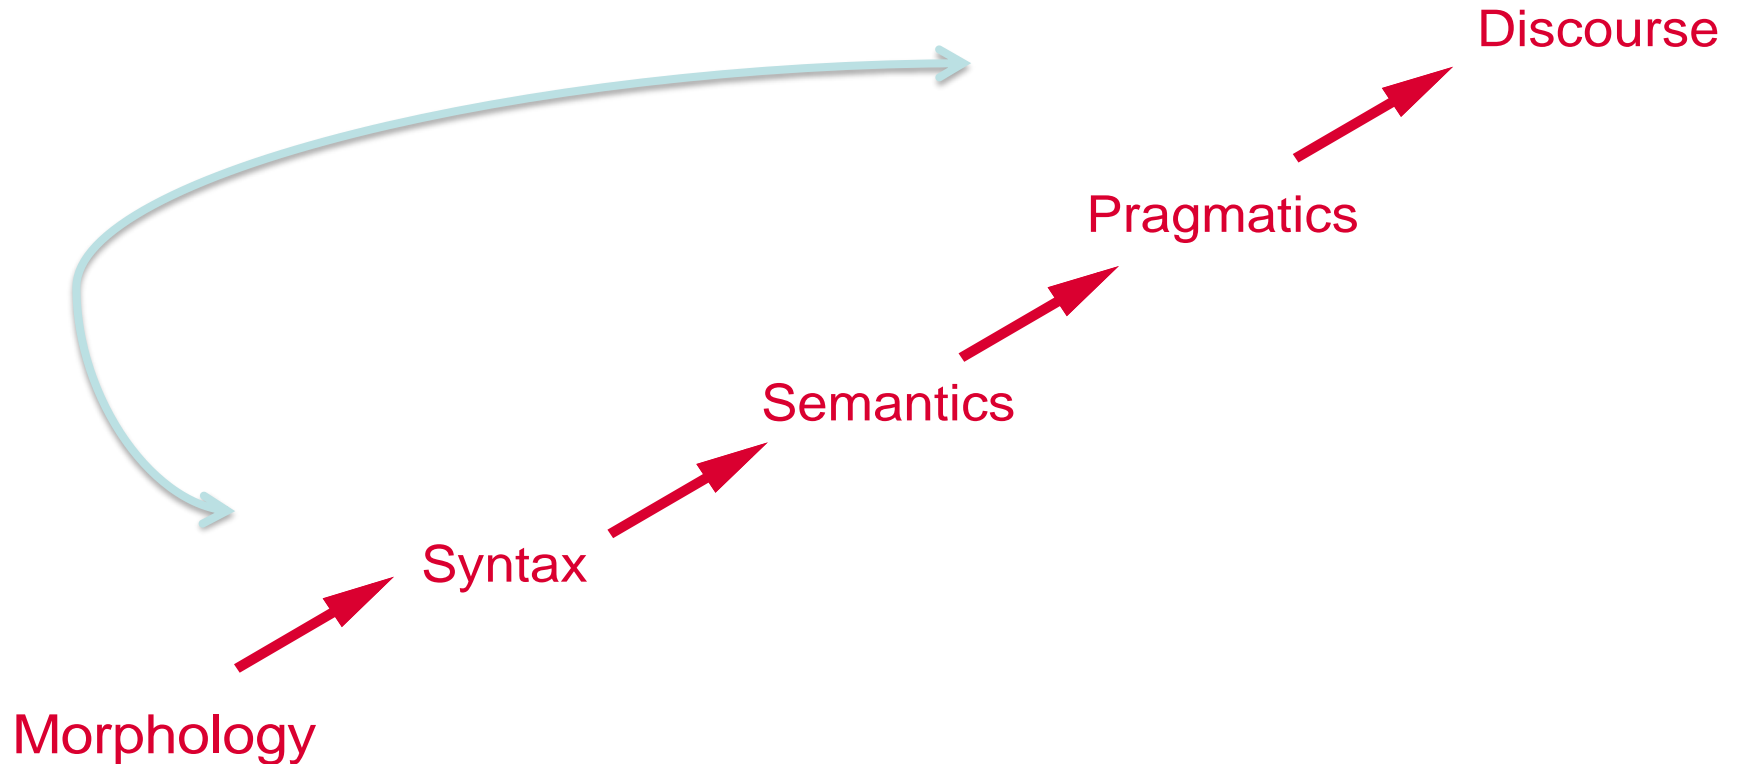 Discourse
Pragmatics
Semantics
Syntax
Morphology